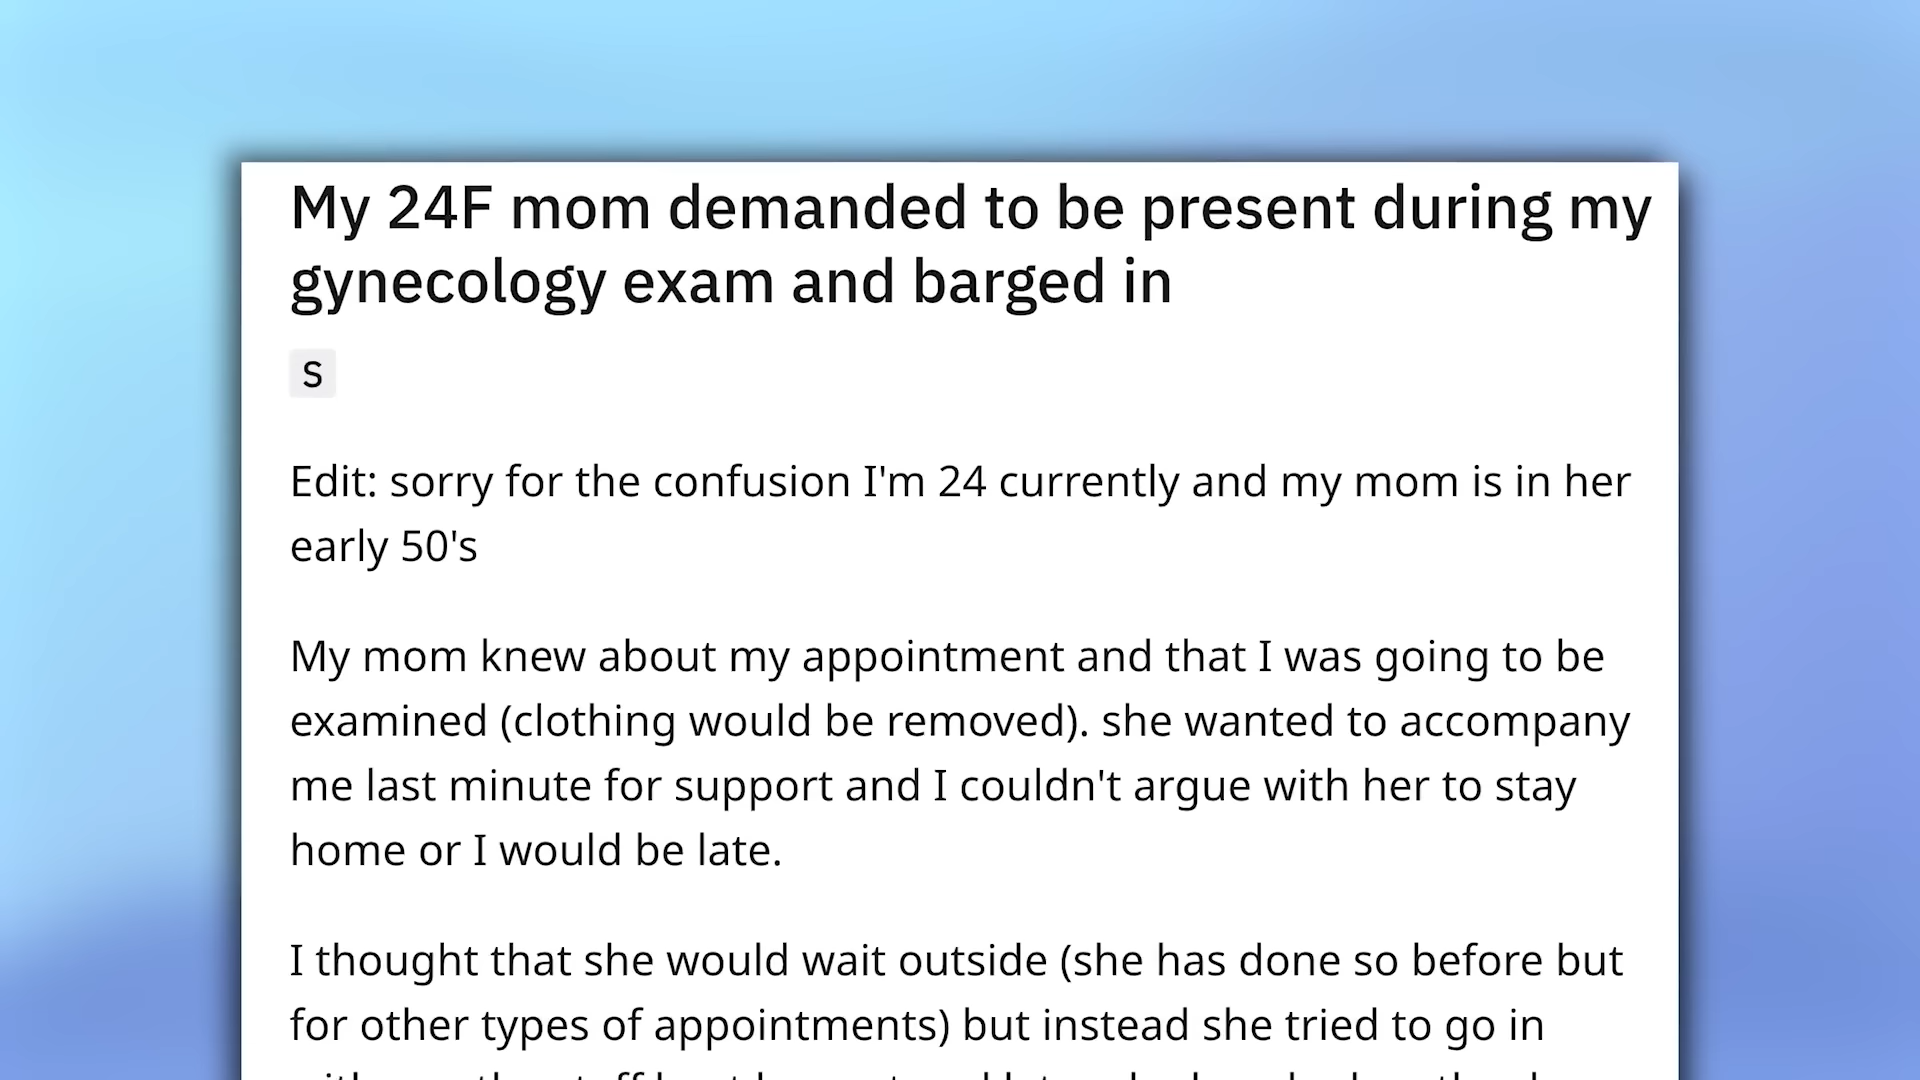 My 24F mom demanded to be present during my
gynecology exam and barged in
S
Edit: sorry for the confusion I'm 24 currently and my mom is in her
early 50's
My mom knew about my appointment and that I was going to be
examined (clothing would be removed). she wanted to accompany
me last minute for support and I couldn't argue with her to stay
home or I would be late.
I thought that she would wait outside (she has done so before but
for other types of appointments) but instead she tried to go in